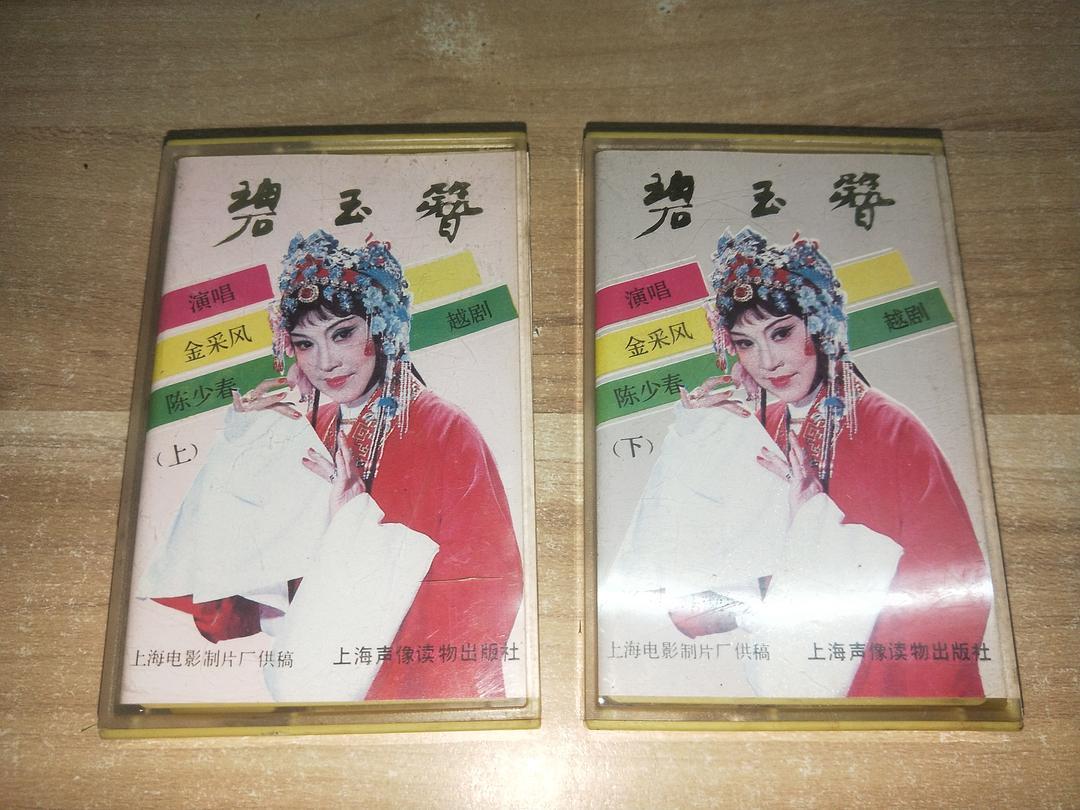 碧玉簪
演唱
金采风
越剧
陈少春
（上）
上海电影制片厂供稿
上海声像读物出版社
碧玉簪
演唱
金采风
越剧
陈少春
（下）
上海电影制片厂供稿
上海声像读物出版社